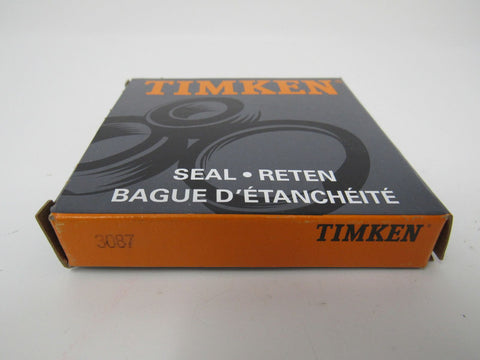 TIMKEN
SEAL • RETEN
BAGUE D'ÉTANCHÉITÉ
3087
TIMKEN